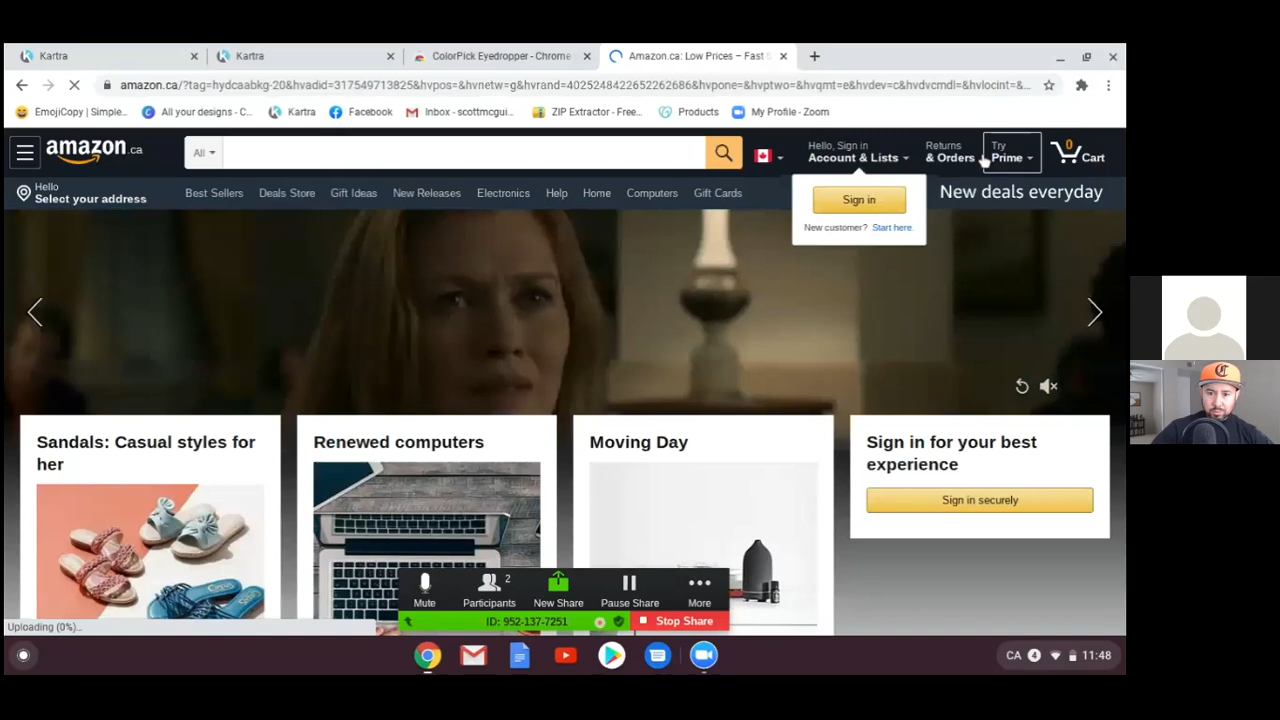 Kartra
Kartra
ColorPick Eyedropper - Chrome
Amazon.ca: Low Prices – Fast
amazon.ca/?tag=hydcaabkg-20&hvadid=317549713825&hvpos=&hvnetw=g&hvrand=4025248422652262686&hvpone=&hvptwo=&hvqmt=e&hvdev=c&hvdvcmdl=&hvlocint=&...
EmojiCopy | Simple...
All your designs - C...
Kartra
Facebook
Inbox - scottmcgui...
ZIP Extractor - Free...
Products
My Profile - Zoom
amazon.ca
All
Hello, Sign in
Account & Lists
Returns
& Orders
Try
Prime
0
Cart
Hello
Select your address
Best Sellers
Deals Store
Gift Ideas
New Releases
Electronics
Help
Home
Computers
Gift Cards
New deals everyday
Sign in
New customer? Start here.
Sandals: Casual styles for
her
Renewed computers
Moving Day
Sign in for your best
experience
Sign in securely
Mute
Participants
2
New Share
Pause Share
More
ID: 952-137-7251
Stop Share
Uploading (0%)...
CA
4
11:48